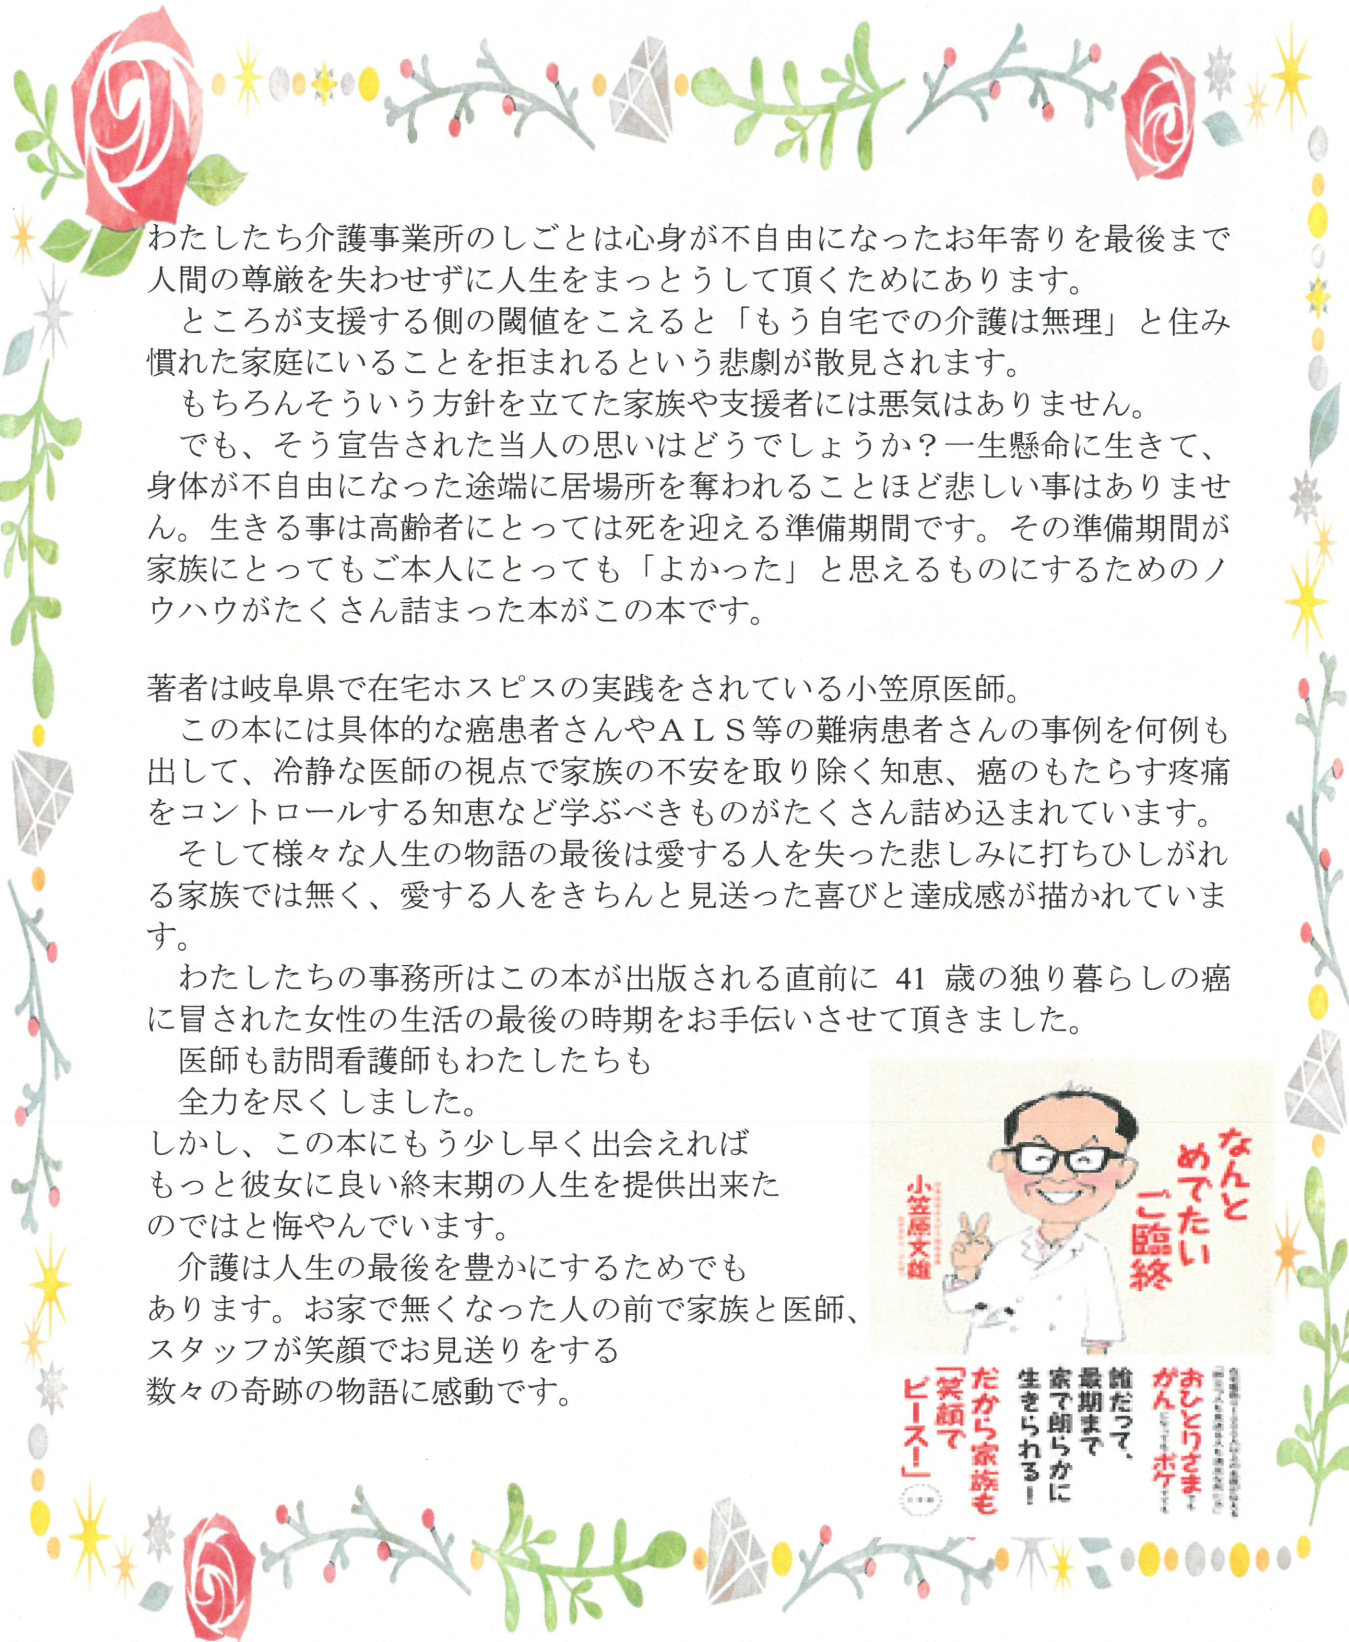 わたしたち介護事業所のしごとは心身が不自由になったお年寄りを最後まで
人間の尊厳を失わせずに人生をまっとうして頂くためにあります。
ところが支援する側の閾値をこえると「もう自宅での介護は無理」と住み
慣れた家庭にいることを拒まれるという悲劇が散見されます。
もちろんそういう方針を立てた家族や支援者には悪気はありません。
でも、そう宣告された当人の思いはどうでしょうか？一生懸命に生きて、
身体が不自由になった途端に居場所を奪われることほど悲しい事はありませ
ん。生きる事は高齢者にとっては死を迎える準備期間です。その準備期間が
家族にとってもご本人にとっても「よかった」と思えるものにするためのノ
ウハウがたくさん詰まった本がこの本です。
著者は岐阜県で在宅ホスピスの実践をされている小笠原医師。
この本には具体的な癌患者さんやＡＬＳ等の難病患者さんの事例を何例も
出して、冷静な医師の視点で家族の不安を取り除く知恵、癌のもたらす疼痛
をコントロールする知恵など学ぶべきものがたくさん詰め込まれています。
そして様々な人生の物語の最後は愛する人を失った悲しみに打ちひしがれ
る家族では無く、愛する人をきちんと見送った喜びと達成感が描かれていま
す。
わたしたちの事務所はこの本が出版される直前に 41 歳の独り暮らしの癌
に冒された女性の生活の最後の時期をお手伝いさせて頂きました。
医師も訪問看護師もわたしたちも
全力を尽くしました。
しかし、この本にもう少し早く出会えれば
もっと彼女に良い終末期の人生を提供出来た
のではと悔やんでいます。
介護は人生の最後を豊かにするためでも
あります。お家で無くなった人の前で家族と医師、
スタッフが笑顔でお見送りをする
数々の奇跡の物語に感動です。
なんと
めでたい
ご臨終
小笠原文雄
おひとりさまでも
がんになっても ボケてても
誰だって、
最期まで
家で朗らかに
生きられる！
だから家族も
「笑顔で
ピース！」